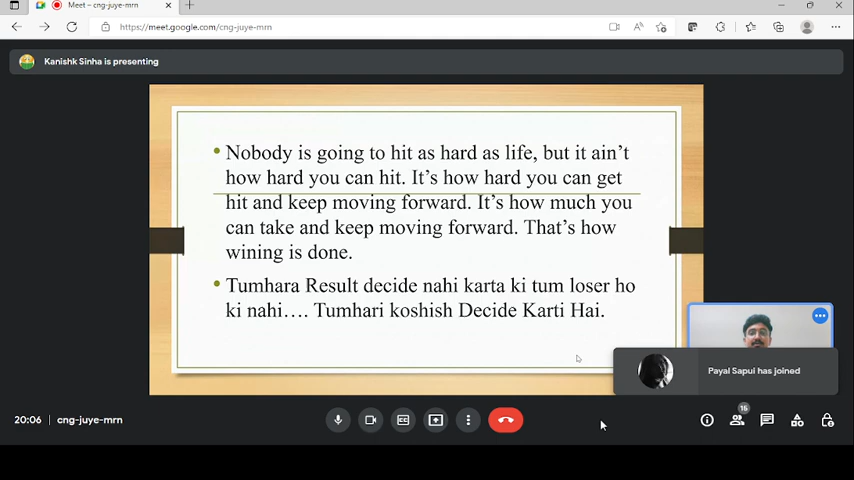 Meet – cng-juye-mrn
https://meet.google.com/cng-juye-mrn
Kanishk Sinha is presenting
• Nobody is going to hit as hard as life, but it ain't
how hard you can hit. It's how hard you can get
hit and keep moving forward. It's how much you
can take and keep moving forward. That's how
wining is done.
• Tumhara Result decide nahi karta ki tum loser ho
ki nahi…. Tumhari koshish Decide Karti Hai.
Payal Sapui has joined
20:06 | cng-juye-mrn
15